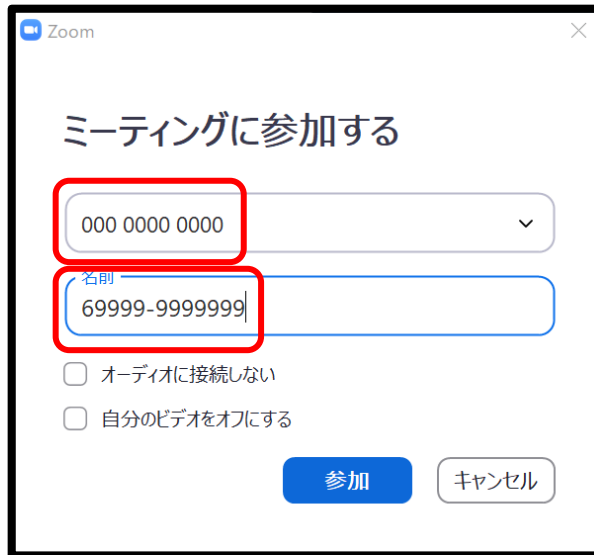 Zoom
ミーティングに参加する
000 0000 0000
名前
69999-9999999
オーディオに接続しない
自分のビデオをオフにする
参加 キャンセル